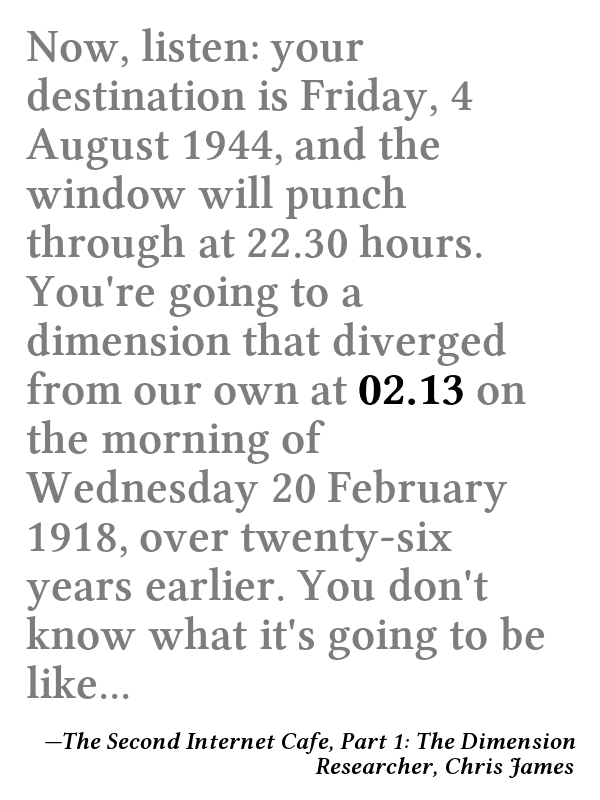 Now, listen: your
destination is Friday, 4
August 1944, and the
window will punch
through at 22.30 hours.
You're going to a
dimension that diverged
from our own at 02.13 on
the morning of
Wednesday 20 February
1918, over twenty-six
years earlier. You don't
know what it's going to be
like...
—The Second Internet Cafe, Part 1: The Dimension
Researcher, Chris James